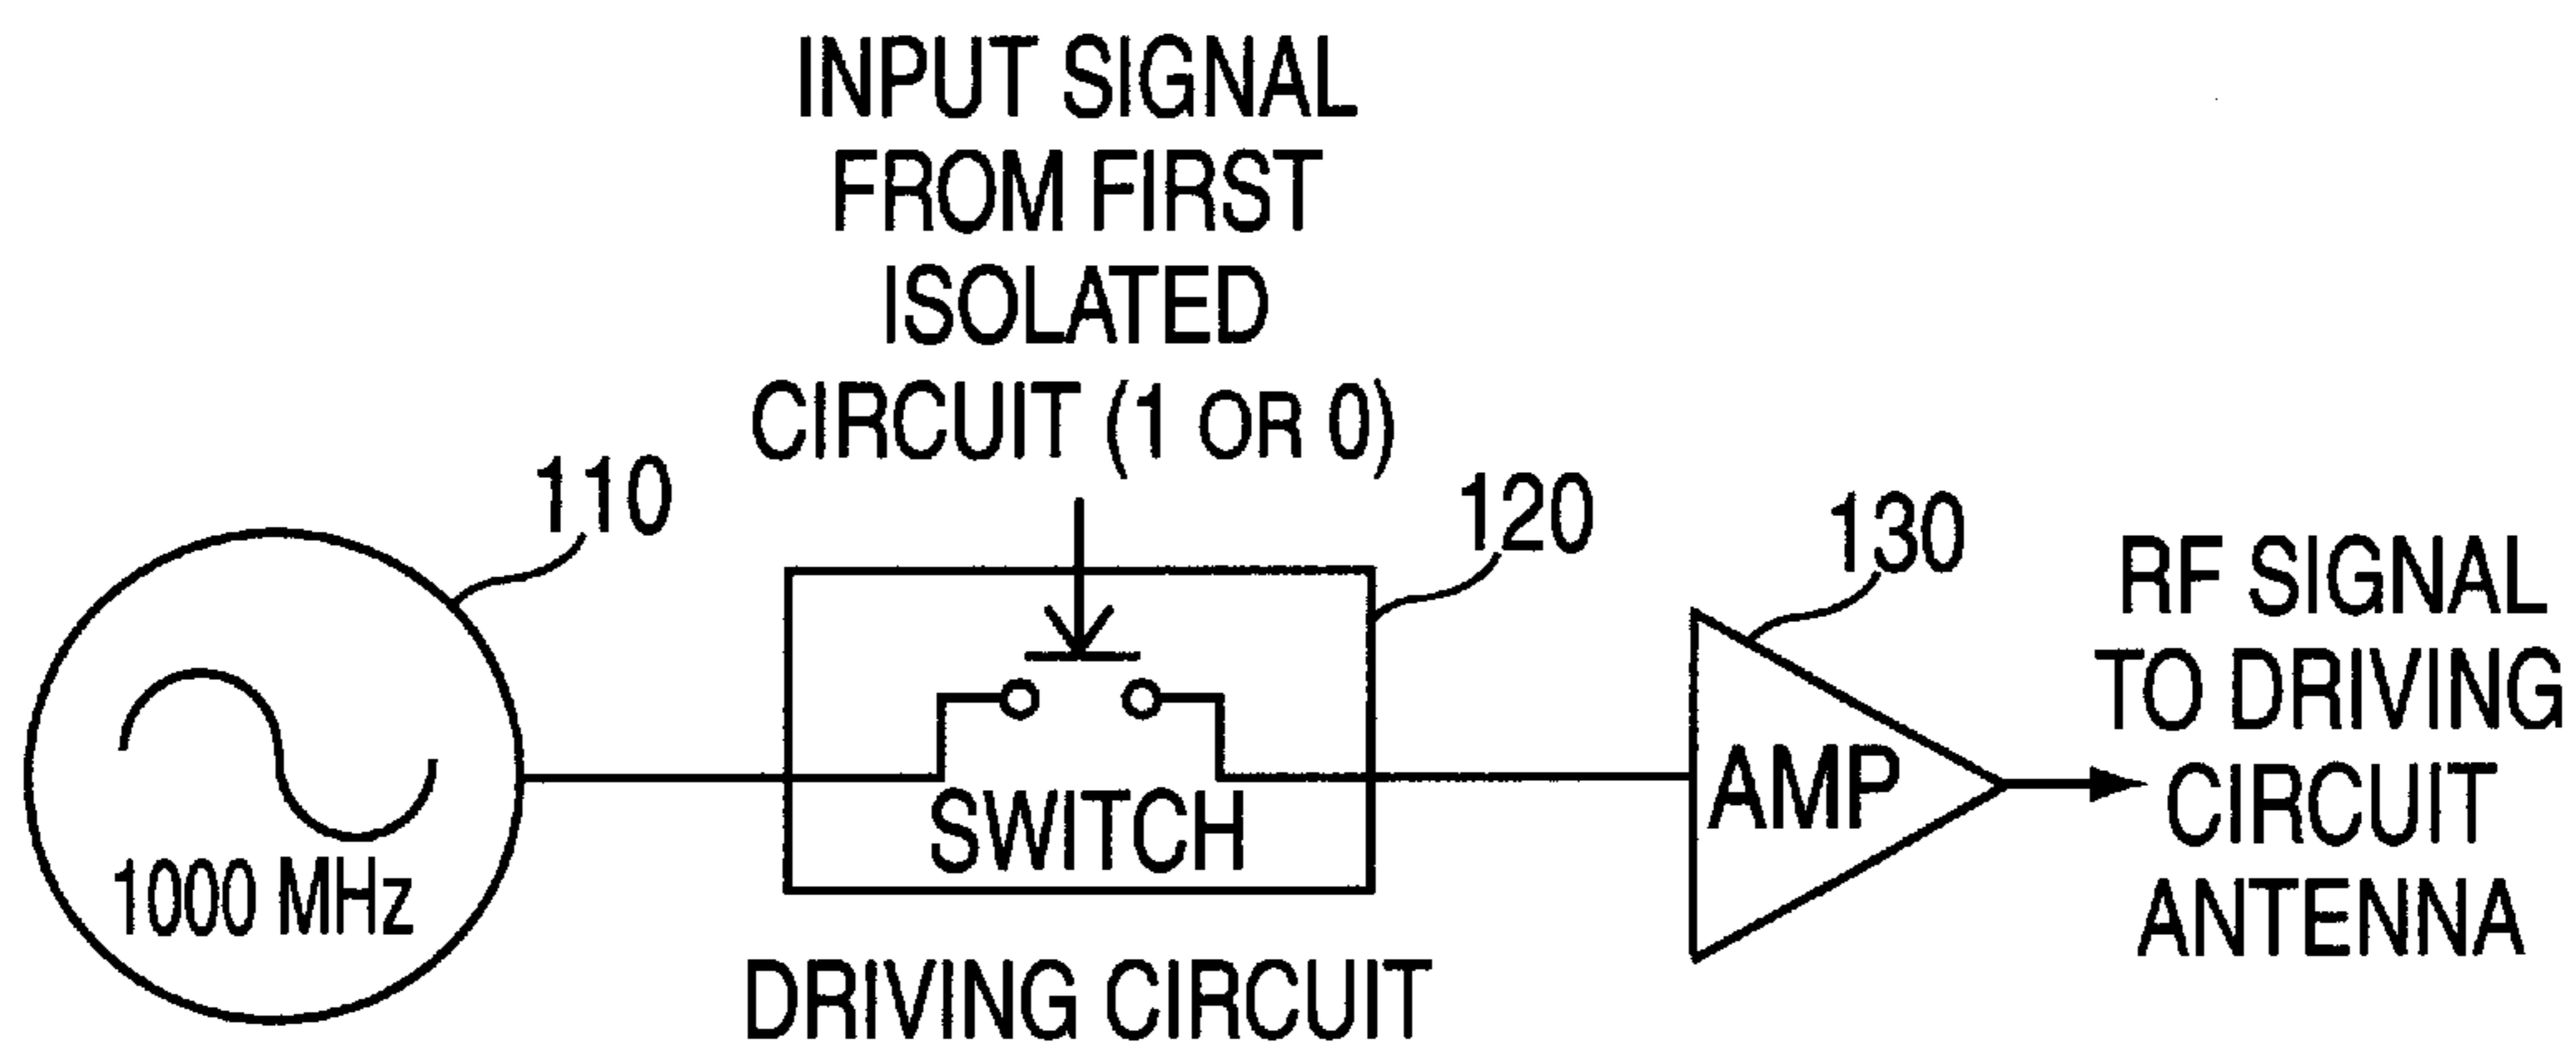 INPUT SIGNAL
FROM FIRST
ISOLATED
CIRCUIT (1 OR 0)
110
120
130
RF SIGNAL
TO DRIVING
CIRCUIT
ANTENNA
AMP
SWITCH
1000 MHz
DRIVING CIRCUIT